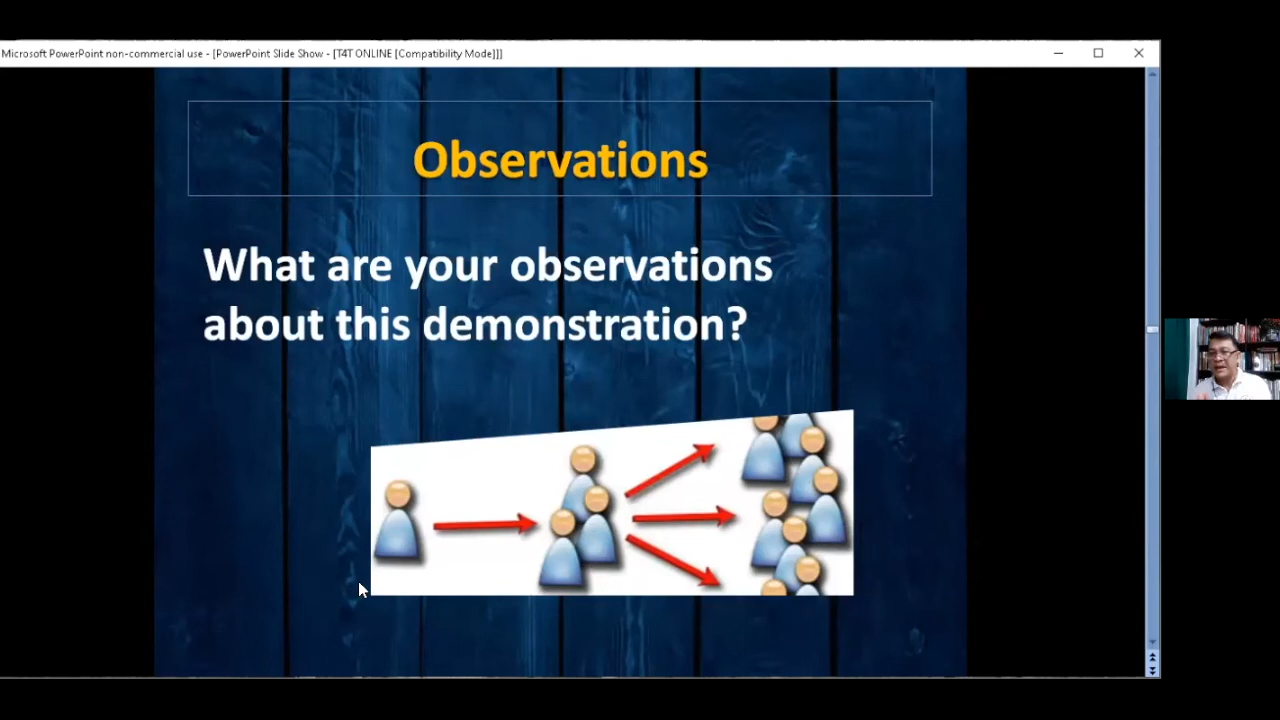 Microsoft PowerPoint non-commercial use - [PowerPoint Slide Show - [T4T ONLINE [Compatibility Mode]]]
Observations
What are your observations
about this demonstration?